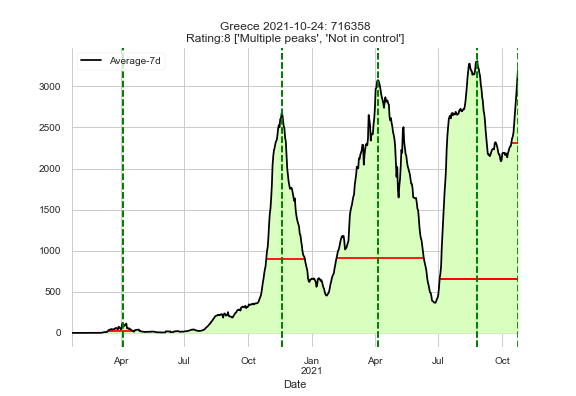 Greece 2021-10-24: 716358
Rating:8 ['Multiple peaks', 'Not in control']
Average-7d
3000
2500
2000
1500
1000
500
0
Apr Jul Oct Jan Apr Jul Oct
2021
Date